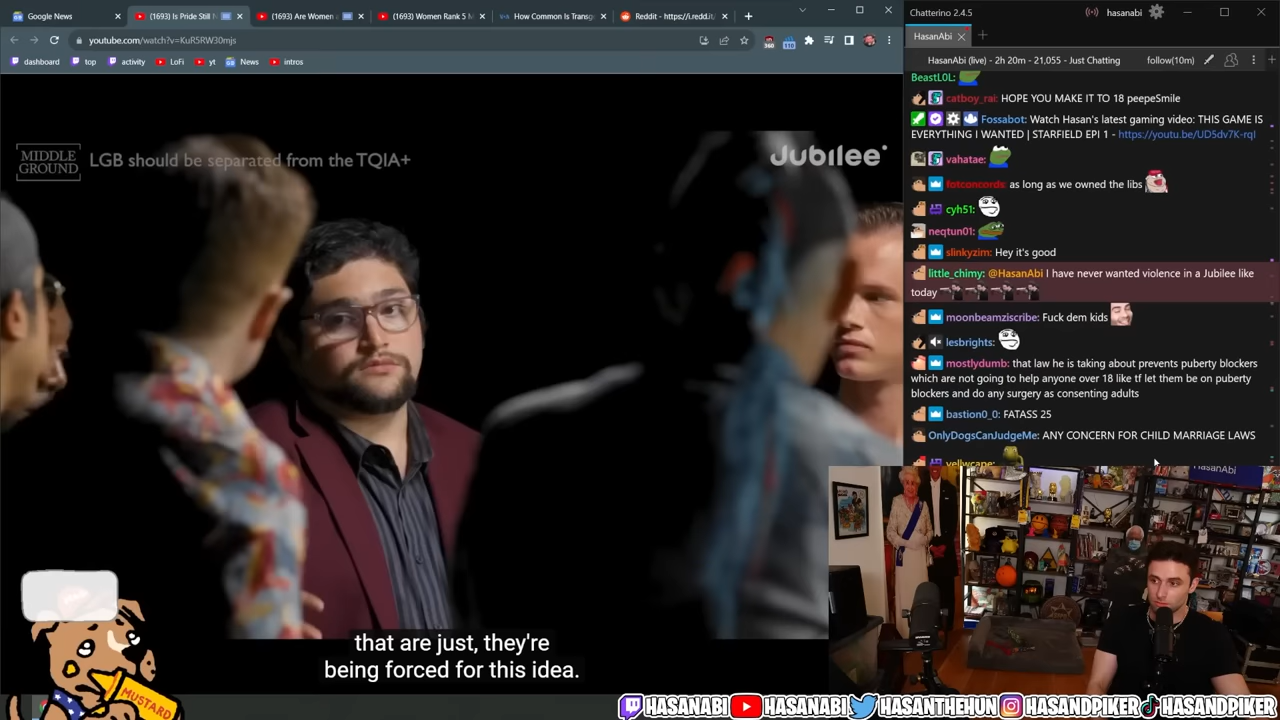 Google News
(1693) Is Pride Still N
(1693) Are Women
(1693) Women Rank 5 M
How Common Is Transg
Reddit - https://i.redd.it/
youtube.com/watch?v=KuR5RW30mjs
dashboard
top
activity
LoFi
yt
News
intros
MIDDLE
GROUND
LGB should be separated from the TQIA+
Jubilee
that are just, they're
being forced for this idea.
MUSTARD
Chatterino 2.4.5
hasanabi
HasanAbi
HasanAbi (live) - 2h 20m - 21,055 - Just Chatting
follow(10m)
BeastL0L:
catboy_rai: HOPE YOU MAKE IT TO 18 peepeSmile
Fossabot: Watch Hasan's latest gaming video: THIS GAME IS
EVERYTHING I WANTED | STARFIELD EPI 1 - https://youtu.be/UD5dv7K-rqI
vahatae:
fotconcords: as long as we owned the libs
cyh51:
neqtun01:
slinkyzim: Hey it's good
little_chimy: @HasanAbi I have never wanted violence in a Jubilee like
today
moonbeamziscribe: Fuck dem kids
lesbrights:
mostlydumb: that law he is taking about prevents puberty blockers
which are not going to help anyone over 18 like tf let them be on puberty
blockers and do any surgery as consenting adults
bastion0_0: FATASS 25
OnlyDogsCanJudgeMe: ANY CONCERN FOR CHILD MARRIAGE LAWS
yellwcape:
HasanAbi
HASANABI
HASANABI
HASANTHEHUN
HASANDPIKER
HASANDPIKER